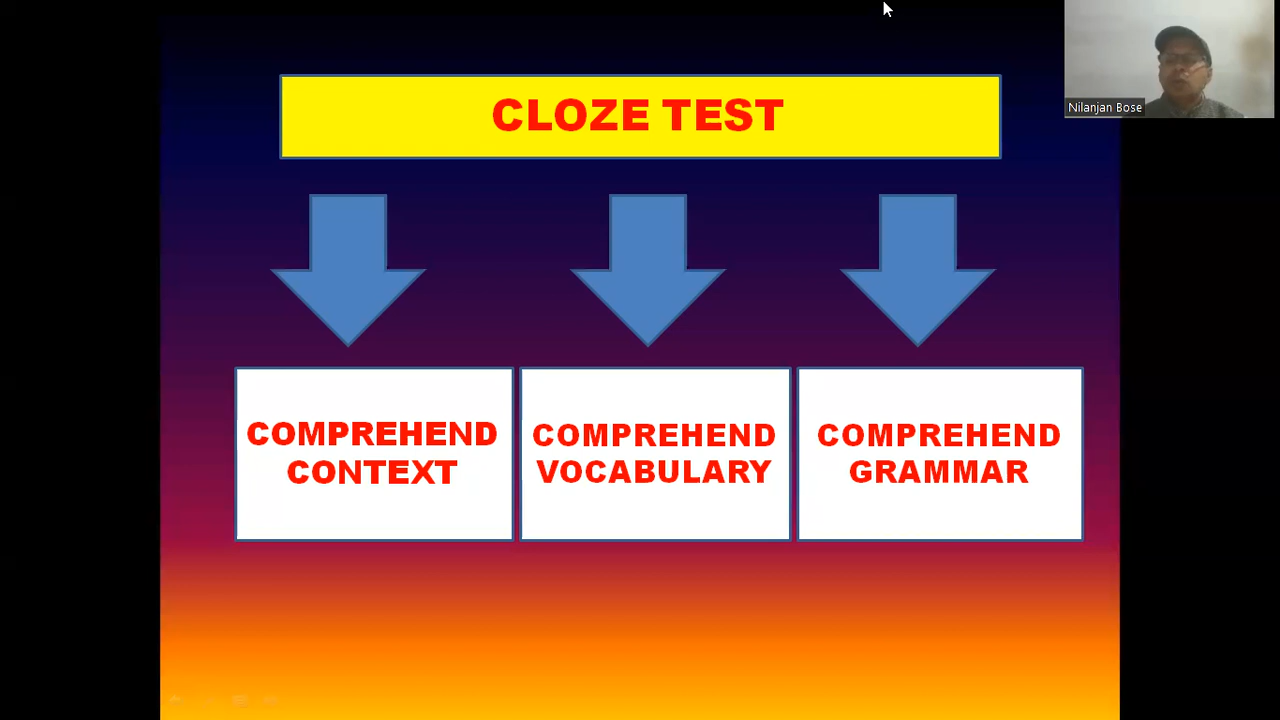 CLOZE TEST
Nilanjan Bose
COMPREHEND
CONTEXT
COMPREHEND
VOCABULARY
COMPREHEND
GRAMMAR